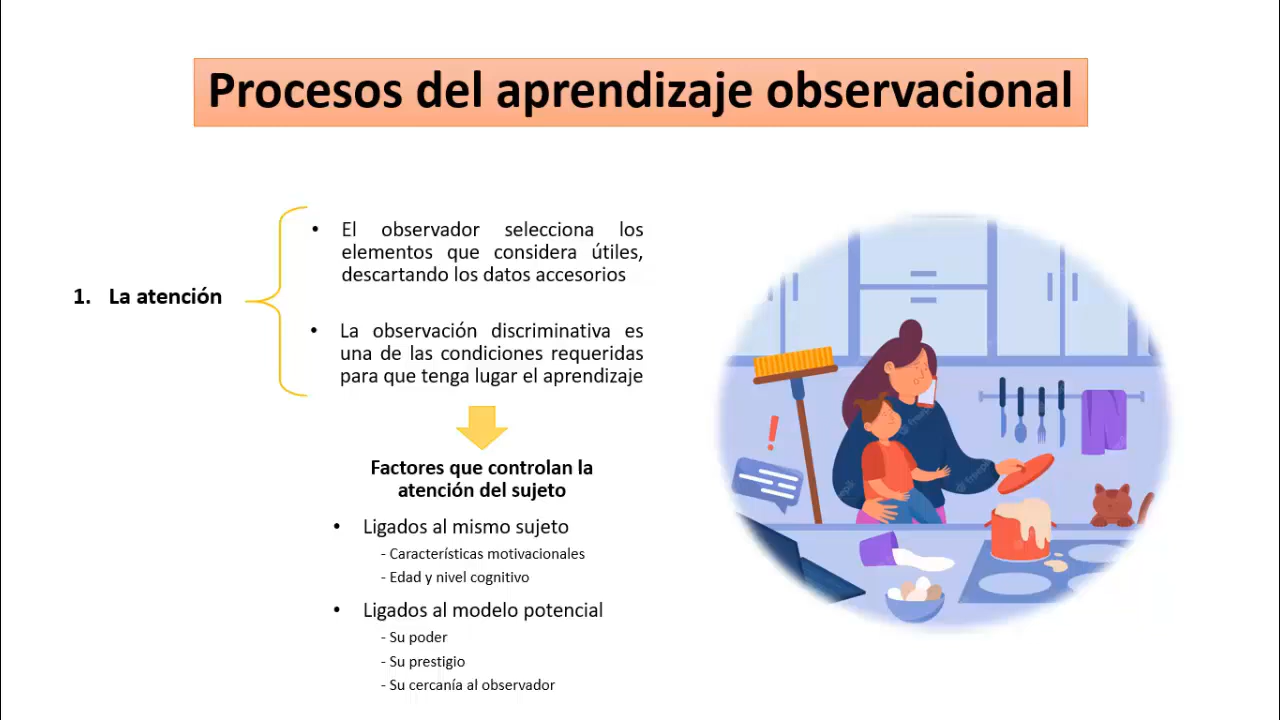 Procesos del aprendizaje observacional
1. La atención
• El observador selecciona los
elementos que considera útiles,
descartando los datos accesorios
• La observación discriminativa es
una de las condiciones requeridas
para que tenga lugar el aprendizaje
Factores que controlan la
atención del sujeto
• Ligados al mismo sujeto
- Características motivacionales
- Edad y nivel cognitivo
• Ligados al modelo potencial
- Su poder
- Su prestigio
- Su cercanía al observador